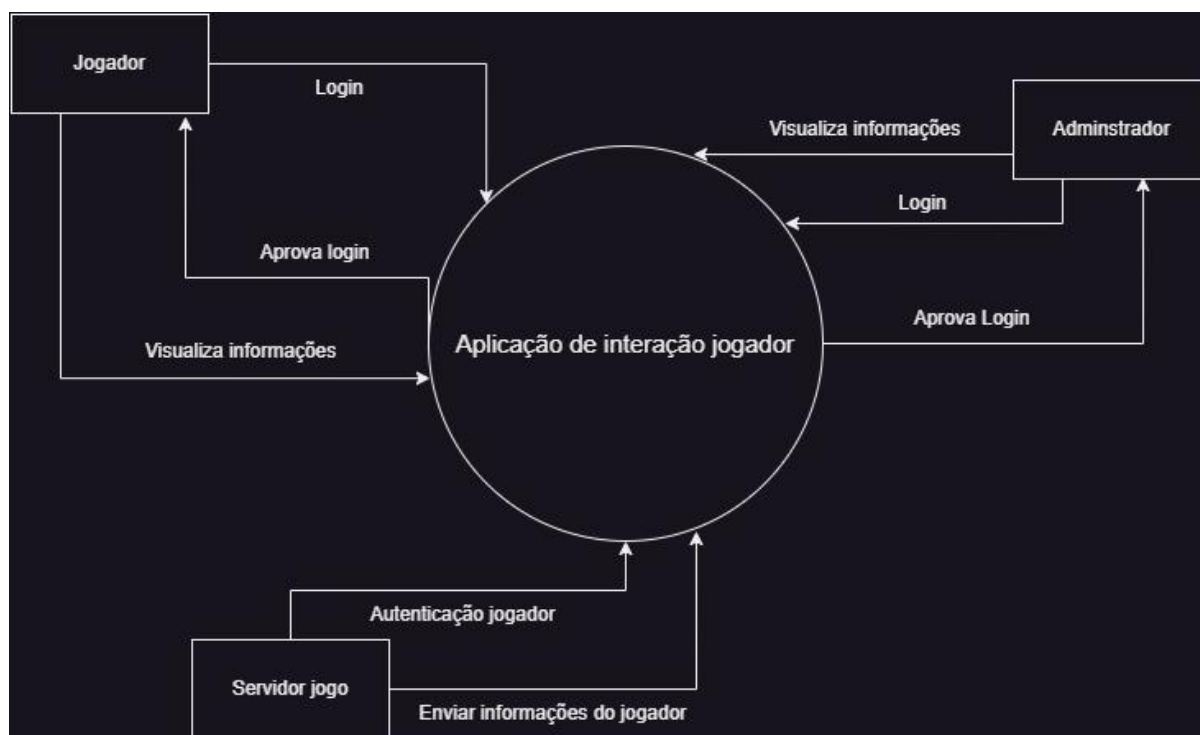 Jogador
Login
Visualiza informações
Adminstrador
Login
Aprova login
Aprova Login
Visualiza informações
Aplicação de interação jogador
Autenticação jogador
Servidor jogo
Enviar informações do jogador